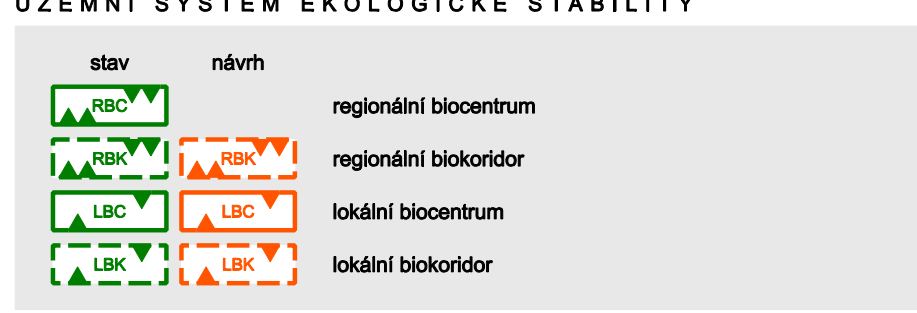 ÚZEMNÍ SYSTÉM EKOLOGICKÉ STABILITY
stav návrh
RBC regionální biocentrum
RBK RBK regionální biokoridor
LBC LBC lokální biocentrum
LBK LBK lokální biokoridor